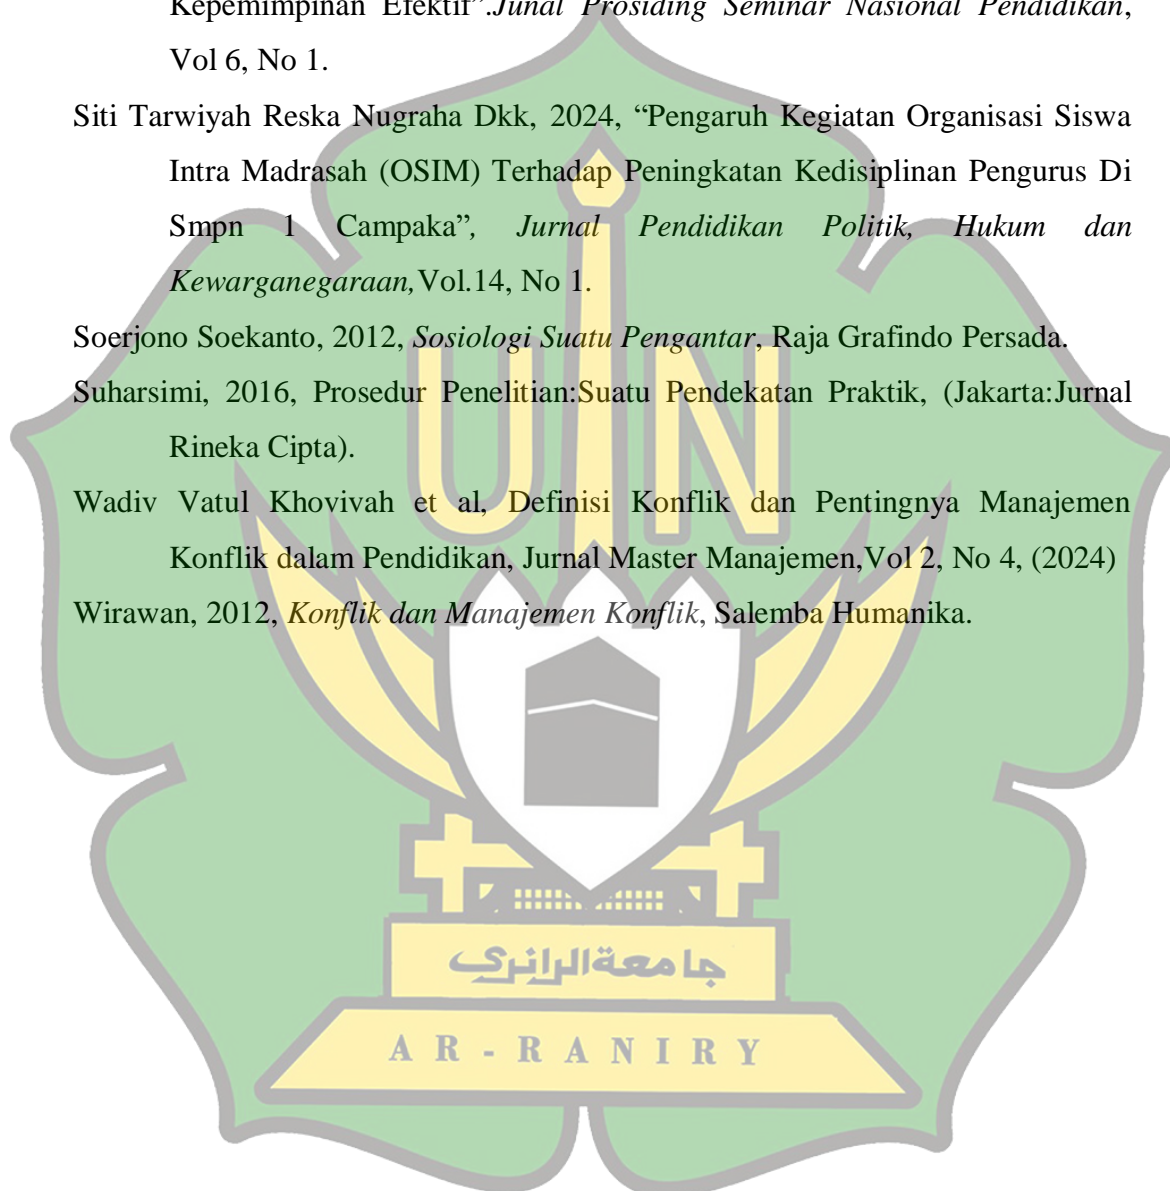 Kepemimpinan Efektif”.Junal Prosiding Seminar Nasional Pendidikan,
Vol 6, No 1.
Siti Tarwiyah Reska Nugraha Dkk, 2024, “Pengaruh Kegiatan Organisasi Siswa
Intra Madrasah (OSIM) Terhadap Peningkatan Kedisiplinan Pengurus Di
Smpn 1 Campaka”, Jurnal Pendidikan Politik, Hukum dan
Kewarganegaraan,Vol.14, No 1.
Soerjono Soekanto, 2012, Sosiologi Suatu Pengantar, Raja Grafindo Persada.
Suharsimi, 2016, Prosedur Penelitian:Suatu Pendekatan Praktik, (Jakarta:Jurnal
Rineka Cipta).
Wadiv Vatul Khovivah et al, Definisi Konflik dan Pentingnya Manajemen
Konflik dalam Pendidikan, Jurnal Master Manajemen,Vol 2, No 4, (2024)
Wirawan, 2012, Konflik dan Manajemen Konflik, Salemba Humanika.
UIN
جامعةالرانري
AR-RANIRY